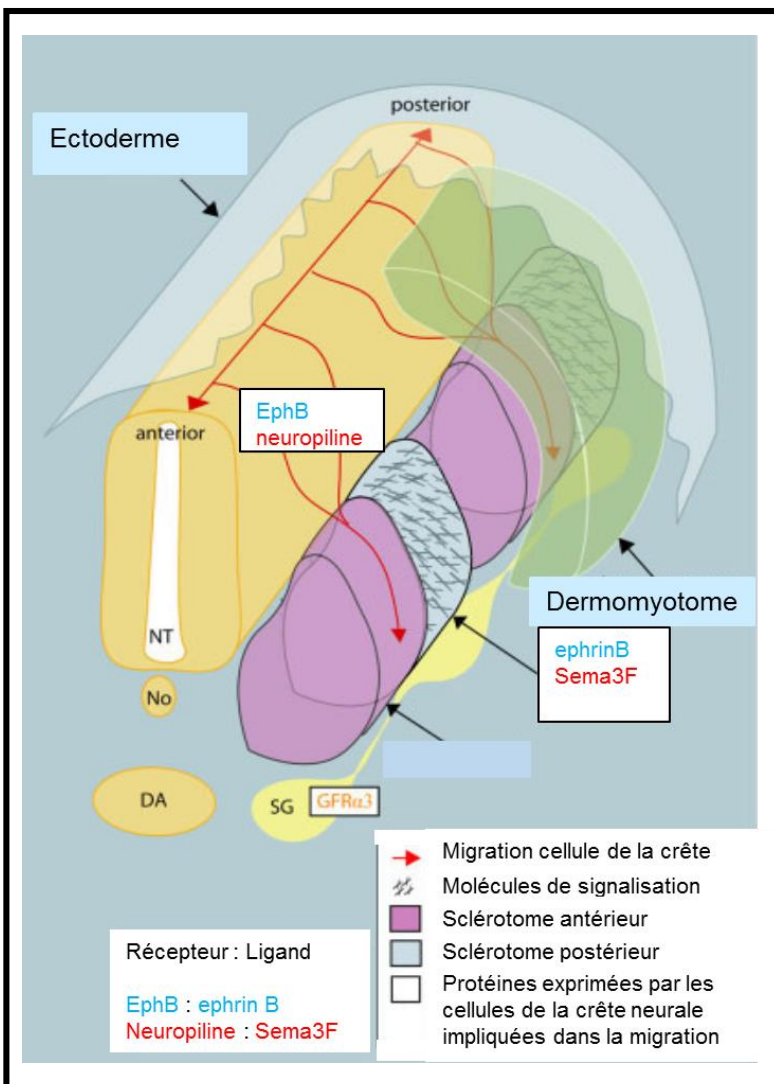 posterior
Ectoderme
EphB
neuropiline
anterior
NT
Dermomyotome
ephrinB
Sema3F
No
DA
SG
GFRα3
Migration cellule de la crête
Molécules de signalisation
Sclérotome antérieur
Sclérotome postérieur
Protéines exprimées par les
cellules de la crête neurale
impliquées dans la migration
Récepteur : Ligand
EphB : ephrin B
Neuropiline : Sema3F